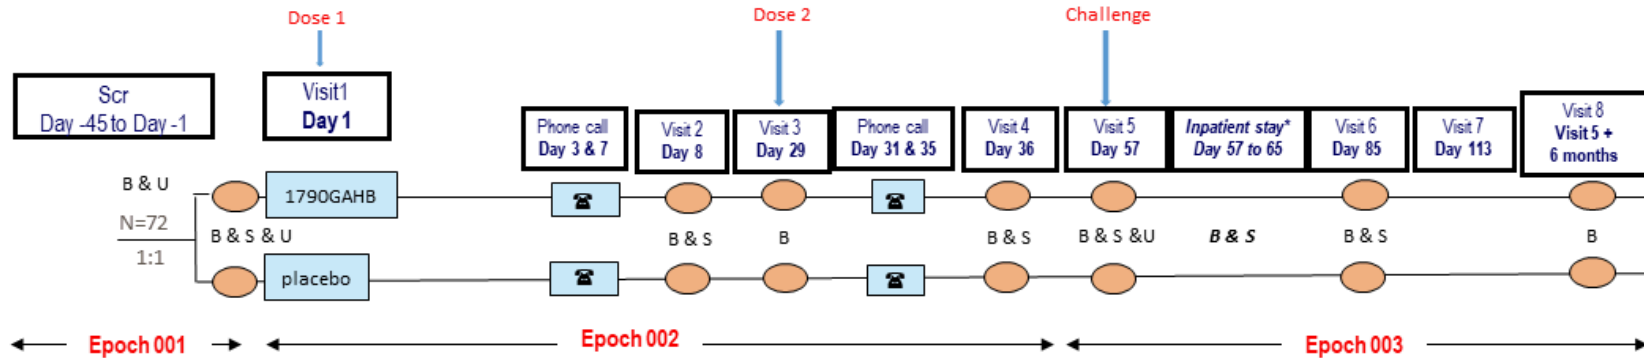 Dose 1
Dose 2
Challenge
Scr
Day -45 to Day -1
Visit1
Day 1
Phone call
Day 3 & 7
Visit 2
Day 8
Visit 3
Day 29
Phone call
Day 31 & 35
Visit 4
Day 36
Visit 5
Day 57
Inpatient stay*
Day 57 to 65
Visit 6
Day 85
Visit 7
Day 113
Visit 8
Visit 5 +
6 months
B & U
1790GAHB
N=72
1:1
B & S & U
B & S
B
B & S
B & S &U
B & S
B & S
B
placebo
Epoch 001
Epoch 002
Epoch 003